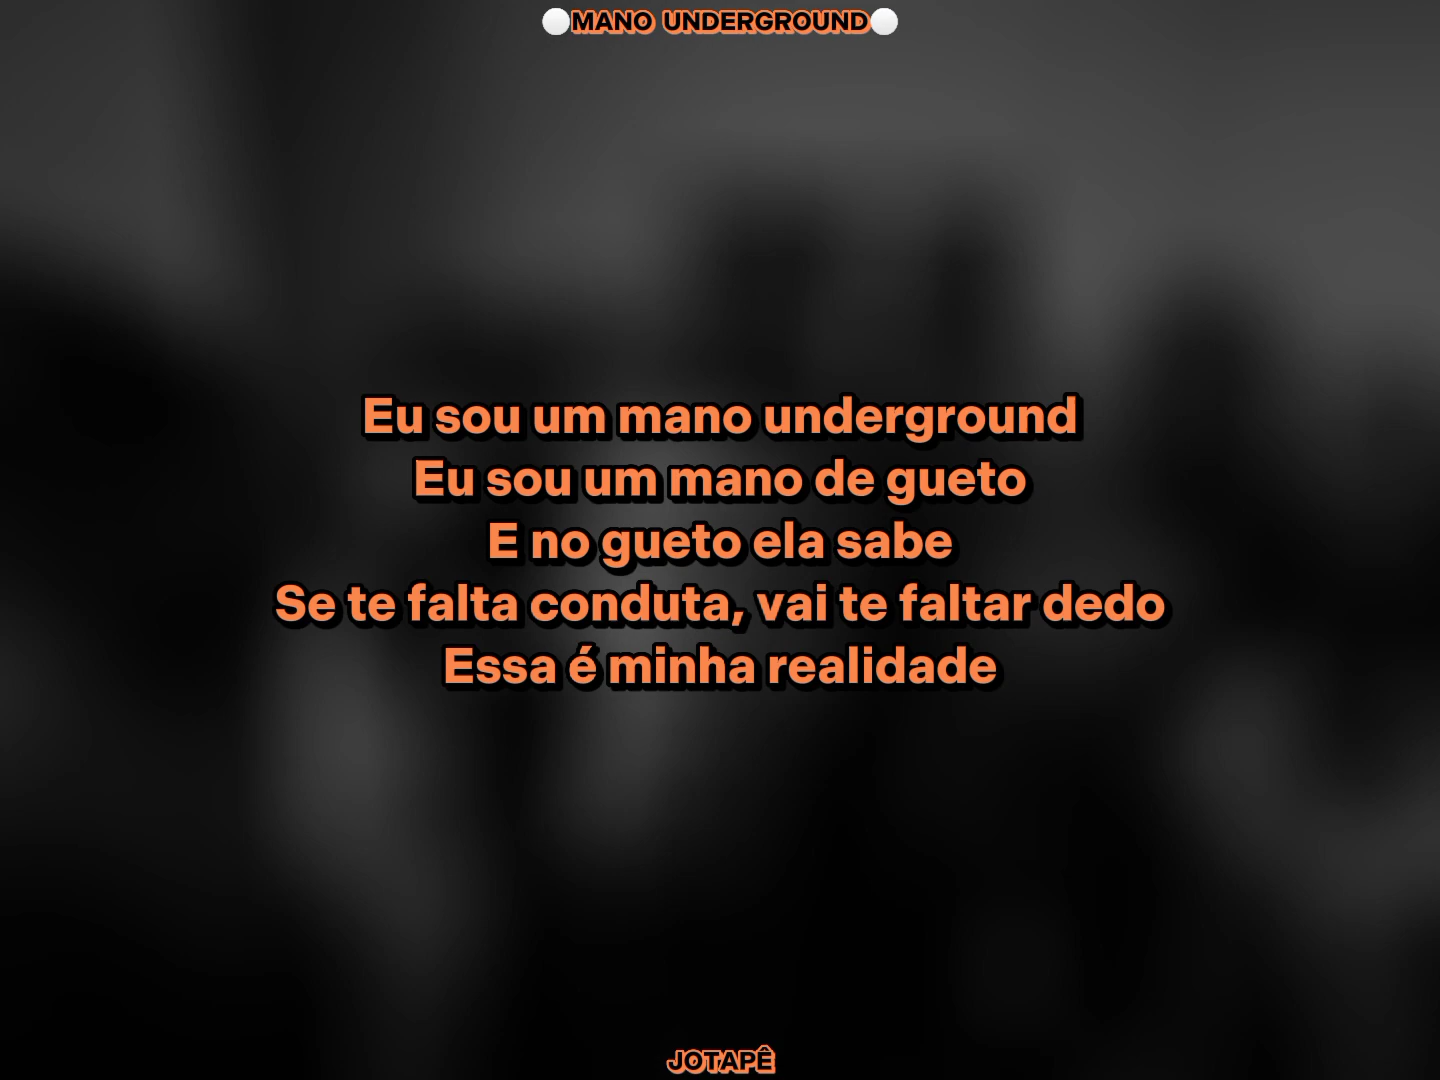 ⚪MANO UNDERGROUND⚪
Eu sou um mano underground
Eu sou um mano de gueto
E no gueto ela sabe
Se te falta conduta, vai te faltar dedo
Essa é minha realidade
JOTAPÊ